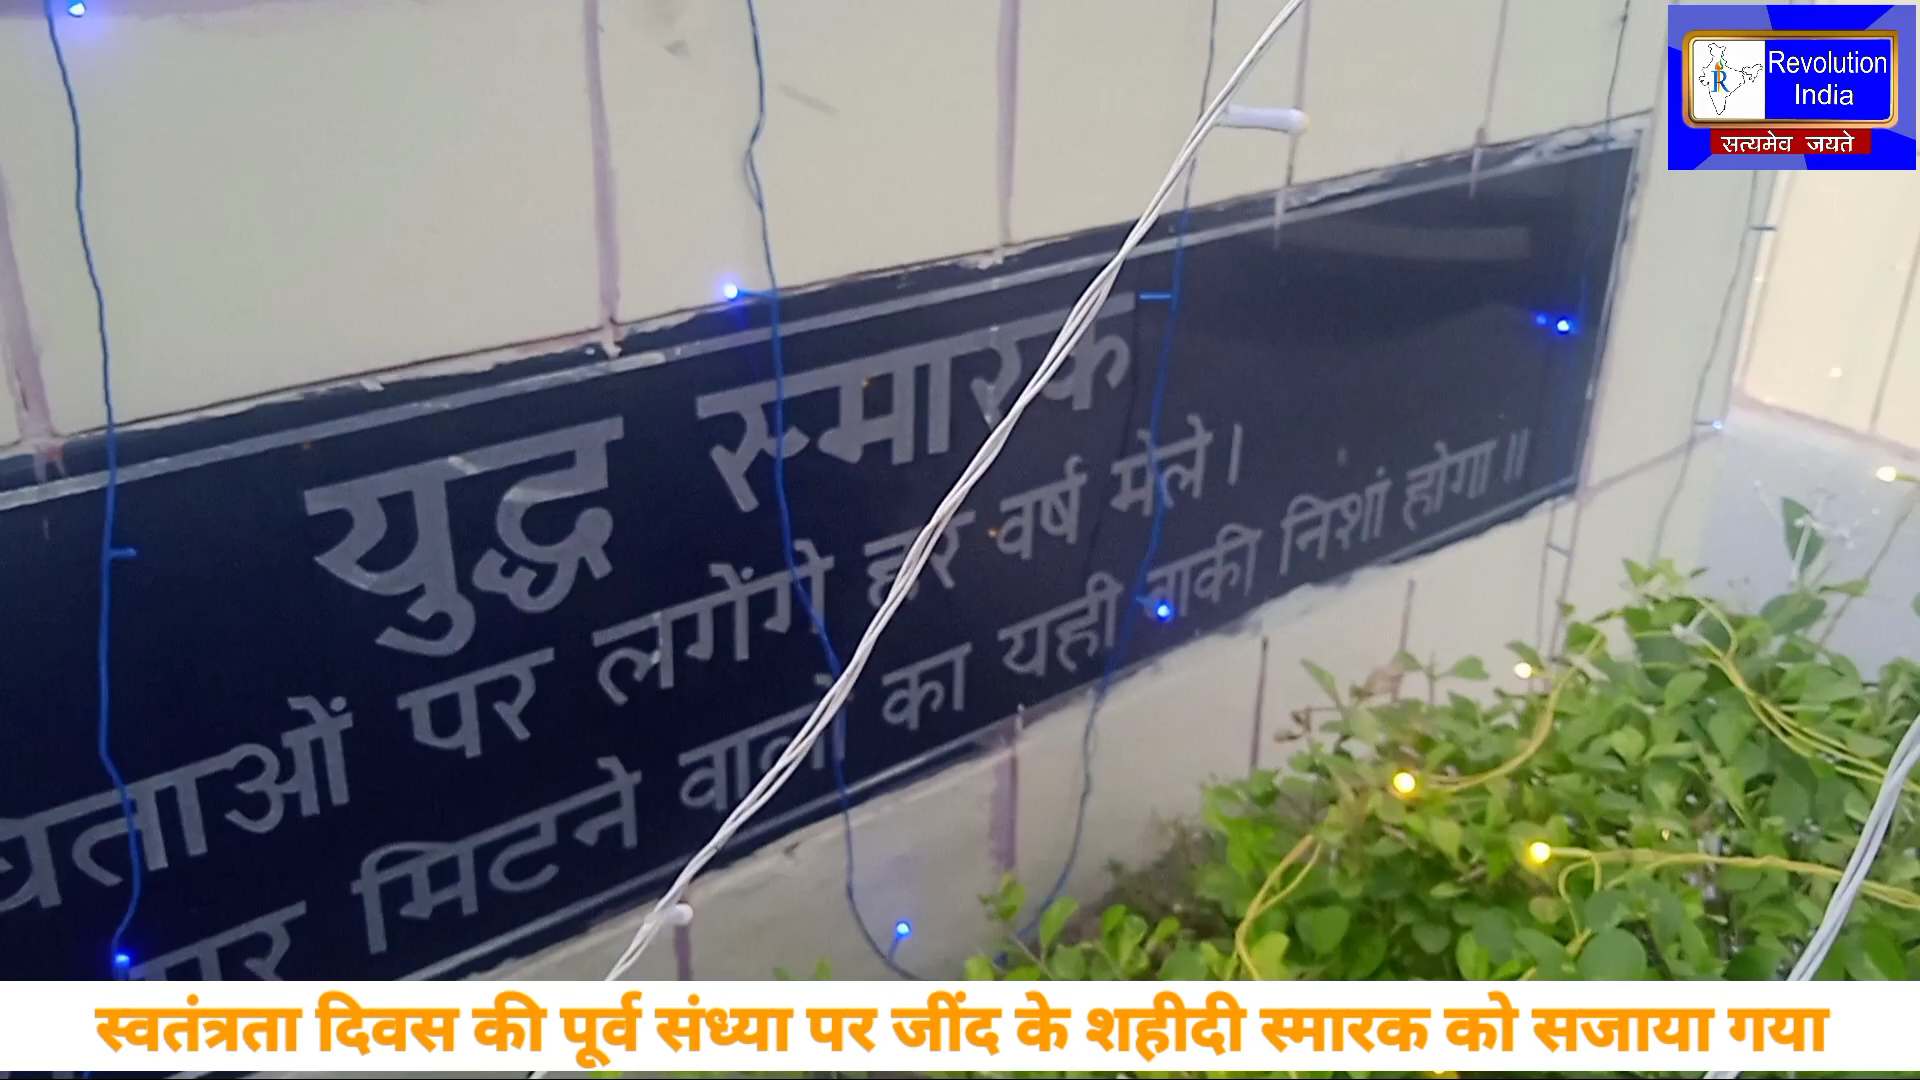 Revolution
India
सत्यमेव जयते
युद्ध स्मारक
चिताओं पर लगेंगे हर वर्ष मेले।
पर मिटने वालो का यही बाकी निशां होगा॥
स्वतंत्रता दिवस की पूर्व संध्या पर जींद के शहीदी स्मारक को सजाया गया